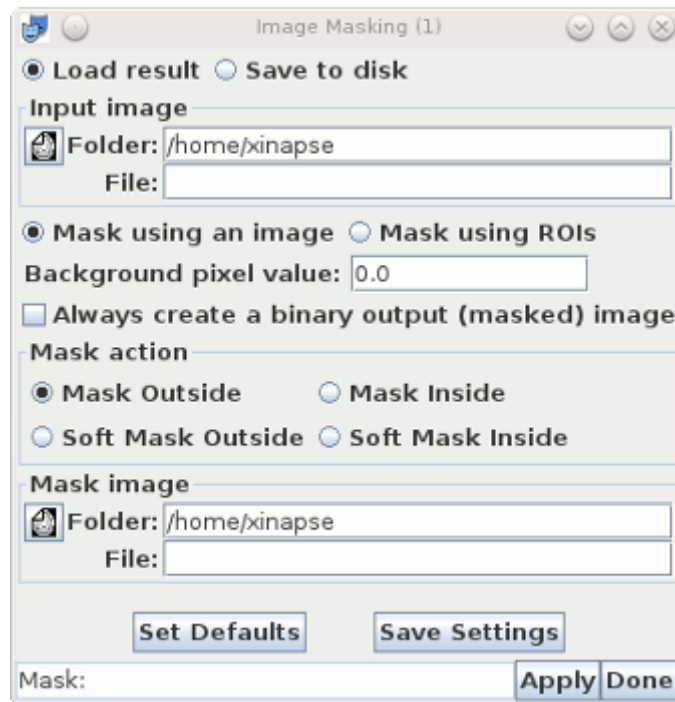 Image Masking (1)
Load result Save to disk
Input image
Folder: /home/xinapse
File:
Mask using an image Mask using ROIs
Background pixel value: 0.0
Always create a binary output (masked) image
Mask action
Mask Outside Mask Inside
Soft Mask Outside Soft Mask Inside
Mask image
Folder: /home/xinapse
File:
Set Defaults Save Settings
Mask: Apply Done